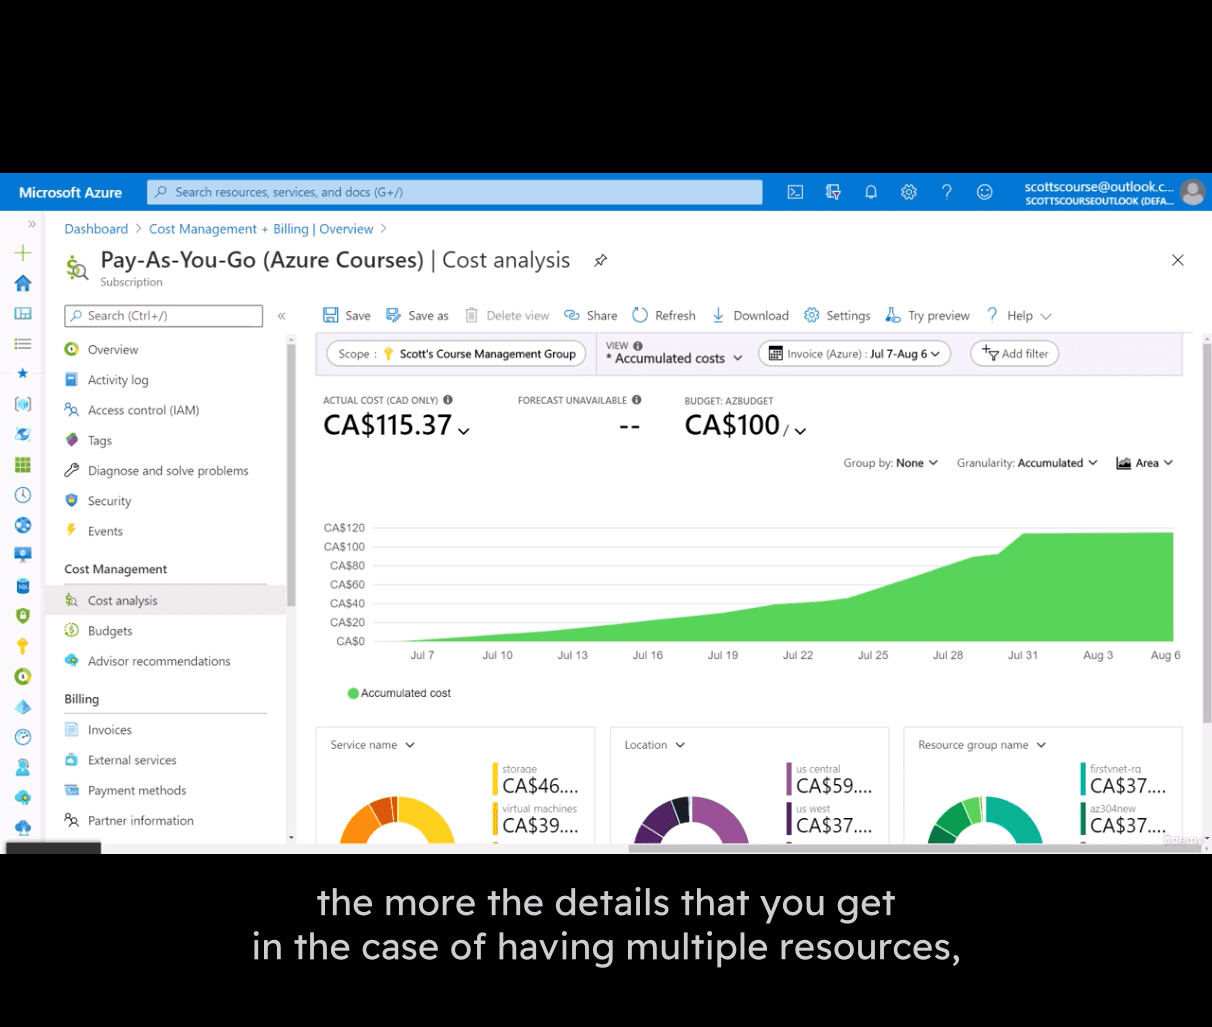 Microsoft Azure
Search resources, services, and docs (G+/)
scottscourse@outlook.c...
SCOTTSCOURSEOUTLOOK (DEFA...
Dashboard > Cost Management + Billing | Overview >
Pay-As-You-Go (Azure Courses) | Cost analysis
Subscription
Search (Ctrl+/)
«
Overview
Activity log
Access control (IAM)
Tags
Diagnose and solve problems
Security
Events
Cost Management
Cost analysis
Budgets
Advisor recommendations
Billing
Invoices
External services
Payment methods
Partner information
Save Save as Delete view Share Refresh Download Settings Try preview Help
Scope : Scott's Course Management Group
VIEW
* Accumulated costs
Invoice (Azure) : Jul 7-Aug 6
Add filter
ACTUAL COST (CAD ONLY)
CA$115.37
FORECAST UNAVAILABLE
--
BUDGET: AZBUDGET
CA$100 /
Group by: None Granularity: Accumulated Area
CA$120
CA$100
CA$80
CA$60
CA$40
CA$20
CA$0
Jul 7 Jul 10 Jul 13 Jul 16 Jul 19 Jul 22 Jul 25 Jul 28 Jul 31 Aug 3 Aug 6
Accumulated cost
Service name
storage
CA$46....
virtual machines
CA$39....
Location
us central
CA$59....
us west
CA$37....
Resource group name
firstvnet-rg
CA$37....
az304new
CA$37....
ûdemy
the more the details that you get
in the case of having multiple resources,